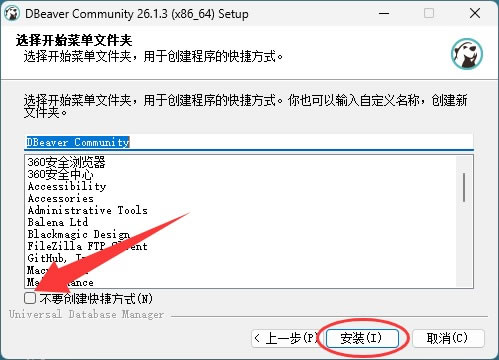 DBeaver Community 26.1.3 (x86_64) Setup
选择开始菜单文件夹
选择开始菜单文件夹，用于创建程序的快捷方式。
选择开始菜单文件夹，用于创建程序的快捷方式。你也可以输入自定义名称，创建新
文件夹。
DBeaver Community
360安全浏览器
360安全中心
Accessibility
Accessories
Administrative Tools
Balena Ltd
Blackmagic Design
FileZilla FTP Client
GitHub,
不要创建快捷方式(N)
Universal Database Manager
< 上一步(P)
安装(I)
取消(C)